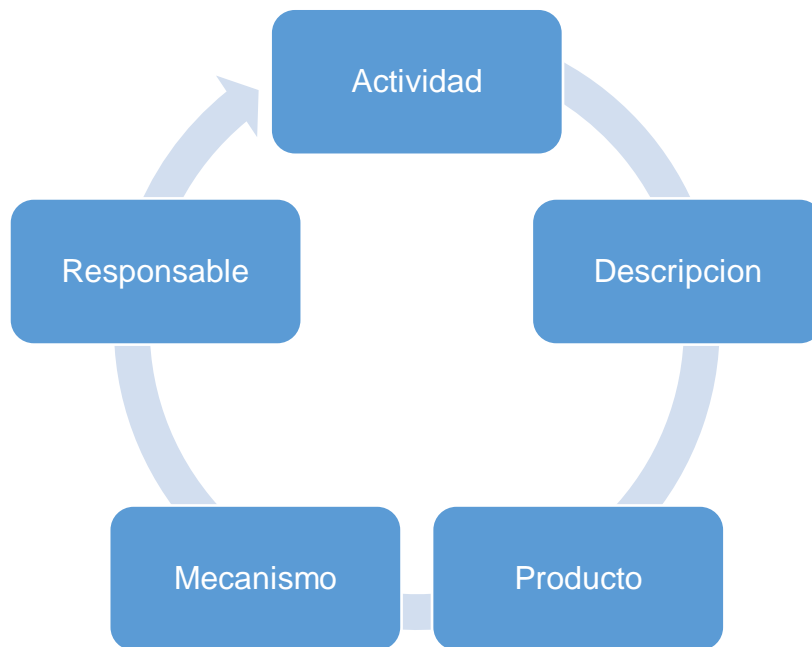 Actividad
Descripcion
Producto
Mecanismo
Responsable